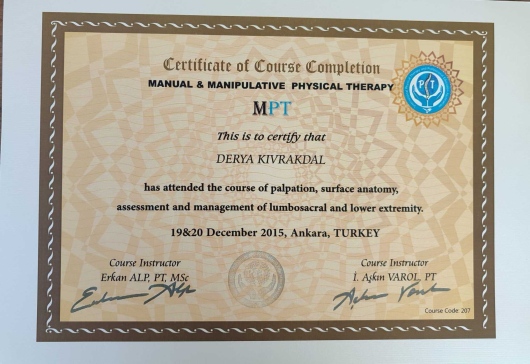 Certificate of Course Completion
MANUAL & MANIPULATIVE PHYSICAL THERAPY
MPT
This is to certify that
DERYA KIVRAKDAL
has attended the course of palpation, surface anatomy,
assessment and management of lumbosacral and lower extremity.
19&20 December 2015, Ankara, TURKEY
Course Instructor
Erkan ALP, PT, MSc
Course Instructor
İ. Aşkın VAROL, PT
Course Code: 207